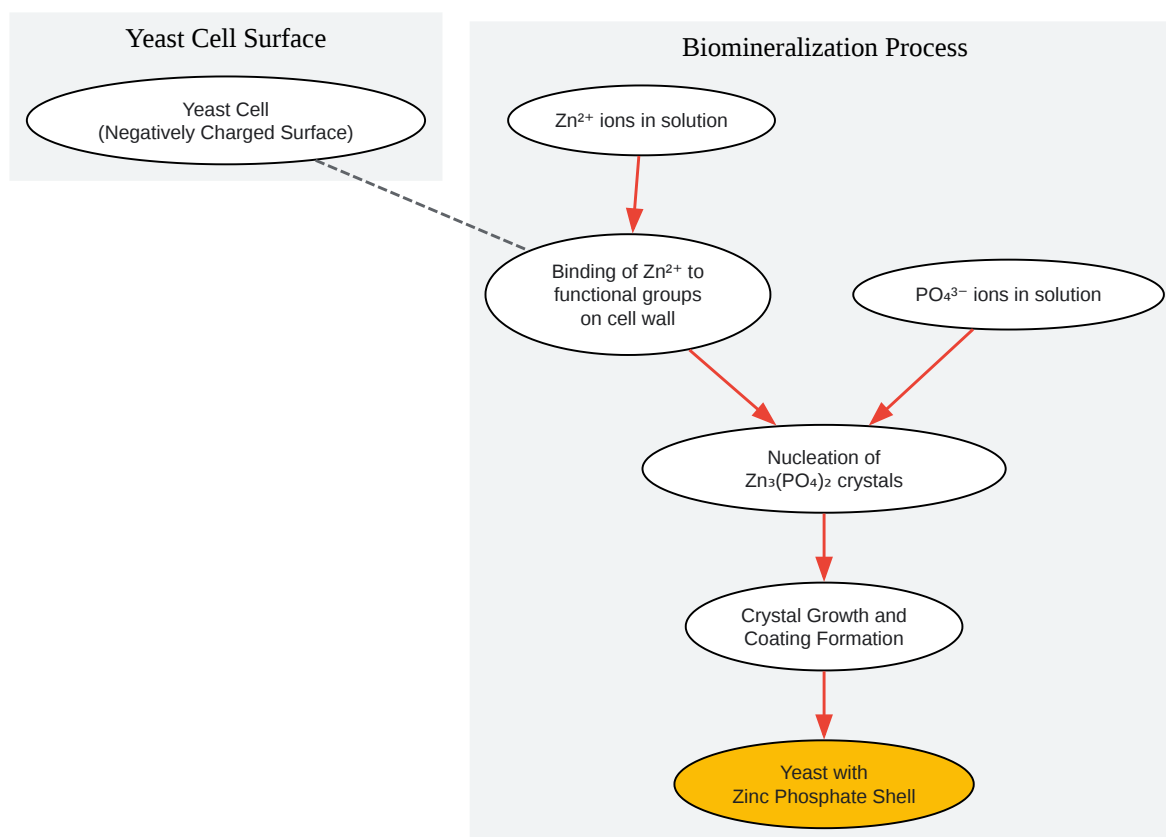 Yeast Cell Surface
Yeast Cell
(Negatively Charged Surface)
Biomineralization Process
Zn²⁺ ions in solution
Binding of Zn²⁺ to
functional groups
on cell wall
PO₄³⁻ ions in solution
Nucleation of
Zn₃(PO₄)₂ crystals
Crystal Growth and
Coating Formation
Yeast with
Zinc Phosphate Shell